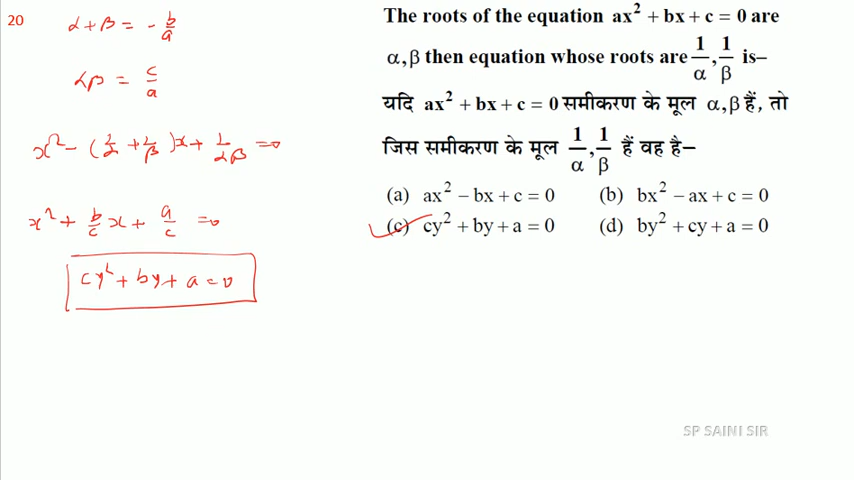 20
α + β = - b/a
αβ = c/a
x² - (1/α + 1/β)x + 1/αβ = 0
x² + b/c x + a/c = 0
cy² + by + a = 0
The roots of the equation ax² + bx + c = 0 are
α, β then equation whose roots are 1/α, 1/β is–
यदि ax² + bx + c = 0 समीकरण के मूल α, β हैं, तो
जिस समीकरण के मूल 1/α, 1/β हैं वह है–
(a) ax² – bx + c = 0 (b) bx² – ax + c = 0
(c) cy² + by + a = 0 (d) by² + cy + a = 0
SP SAINI SIR